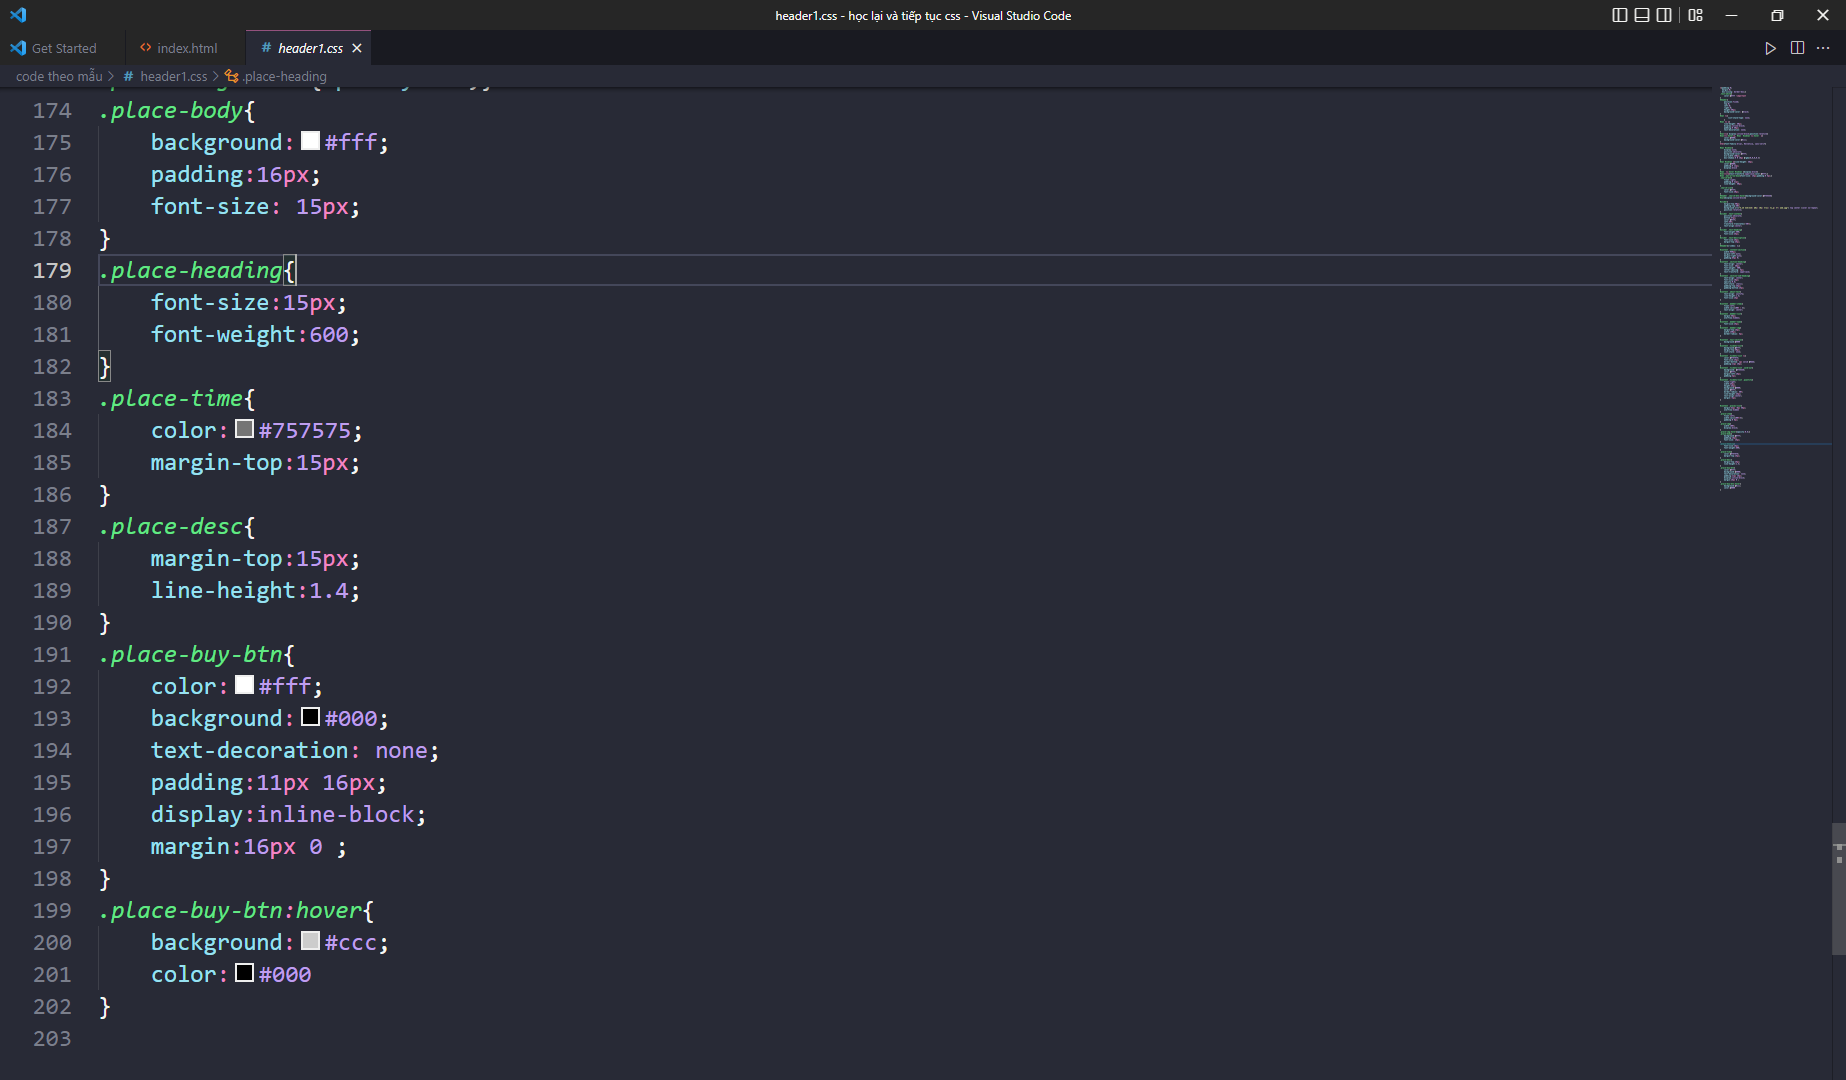 header1.css - học lại và tiếp tục css - Visual Studio Code
Get Started
index.html
# header1.css
code theo mẫu > # header1.css > .place-heading
174 .place-body{
175 background: #fff;
176 padding:16px;
177 font-size: 15px;
178 }
179 .place-heading{
180 font-size:15px;
181 font-weight:600;
182 }
183 .place-time{
184 color: #757575;
185 margin-top:15px;
186 }
187 .place-desc{
188 margin-top:15px;
189 line-height:1.4;
190 }
191 .place-buy-btn{
192 color: #fff;
193 background: #000;
194 text-decoration: none;
195 padding:11px 16px;
196 display:inline-block;
197 margin:16px 0 ;
198 }
199 .place-buy-btn:hover{
200 background: #ccc;
201 color: #000
202 }
203